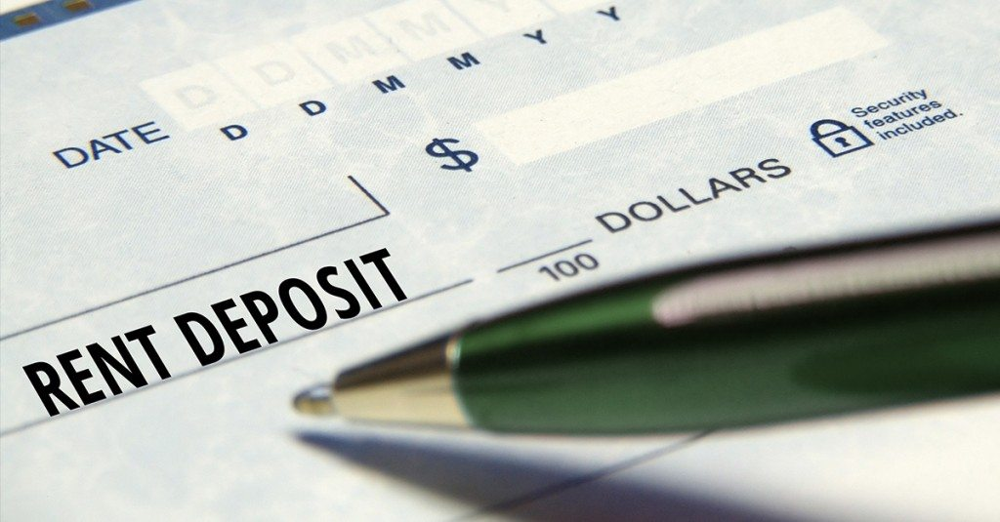 D D M M Y Y
DATE D D M M Y Y
$
Security
features
included.
RENT DEPOSIT
100 DOLLARS